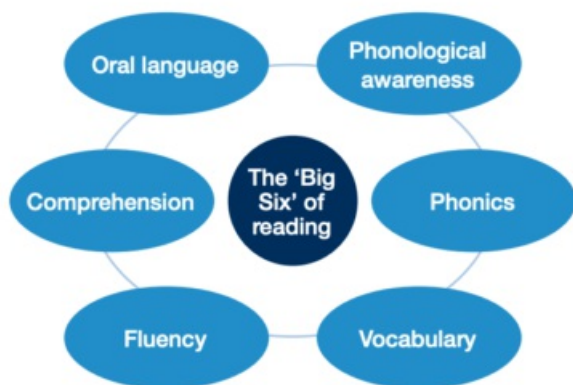 Oral language
Phonological
awareness
Comprehension
The ‘Big
Six’ of
reading
Phonics
Fluency
Vocabulary